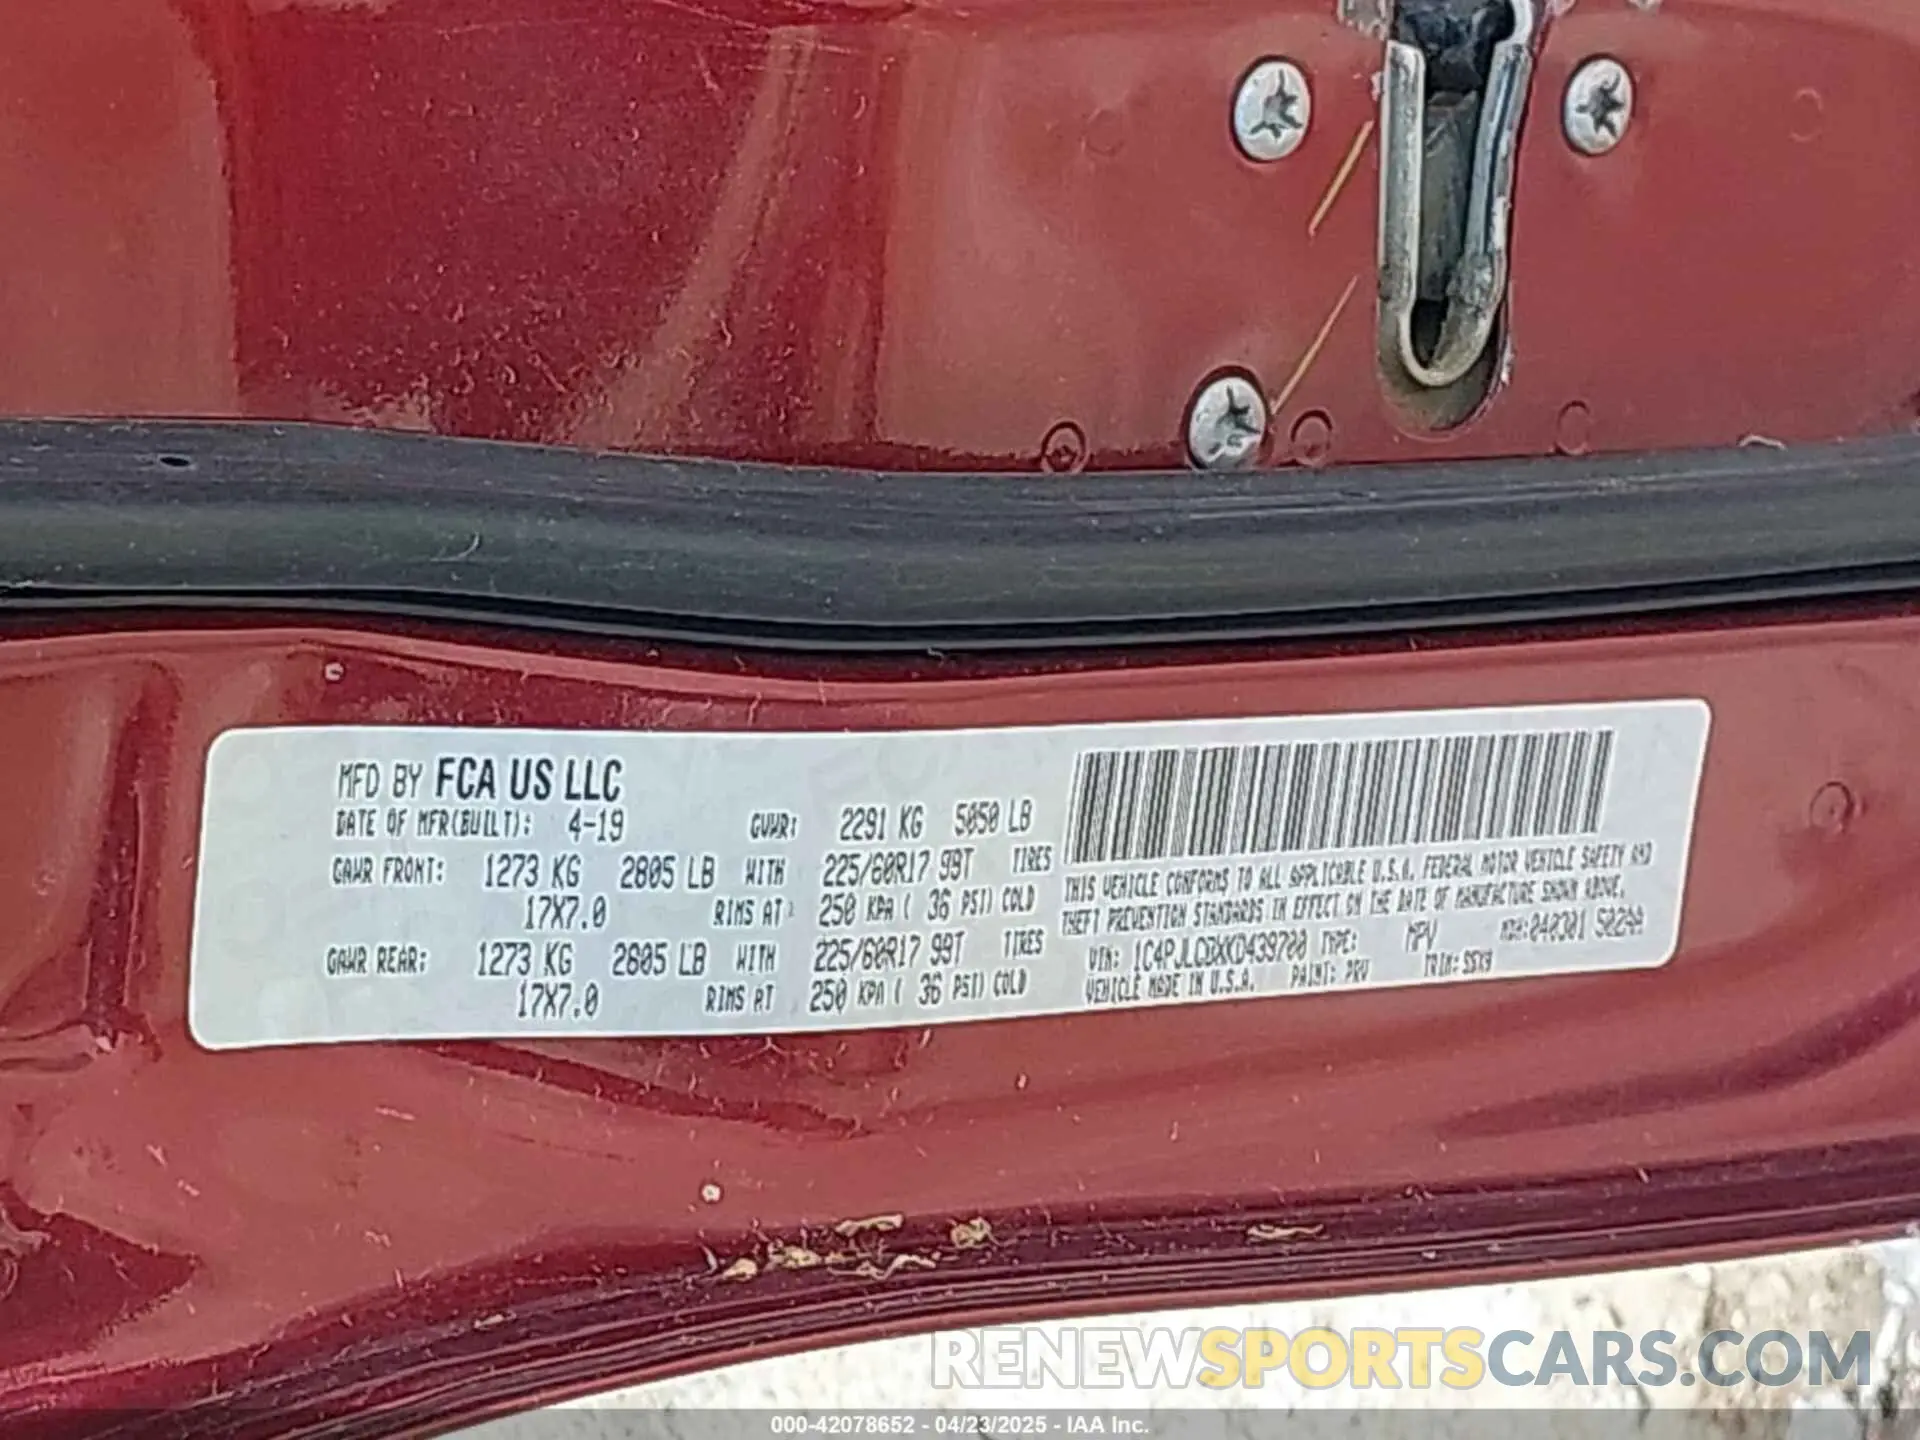 MFD BY FCA US LLC
DATE OF MFR(BUILT): 4-19 GVWR: 2291 KG 5050 LB
GAWR FRONT: 1273 KG 2805 LB WITH 225/60R17 99T TIRES
17X7.0 RIMS AT: 250 KPA ( 36 PSI) COLD
GAWR REAR: 1273 KG 2805 LB WITH 225/60R17 99T TIRES
17X7.0 RIMS AT 250 KPA ( 36 PSI) COLD
THIS VEHICLE CONFORMS TO ALL APPLICABLE U.S.A. FEDERAL MOTOR VEHICLE SAFETY AND
THEFT PREVENTION STANDARDS IN EFFECT ON THE DATE OF MANUFACTURE SHOWN ABOVE.
VIN: 1C4PJLCBXKD439700 TYPE: MPV MDH:040301
VEHICLE MADE IN U.S.A. PAINT: PRV TRIM:
RENEWSPORTSCARS.COM
000-42078652 - 04/23/2025 - IAA Inc.